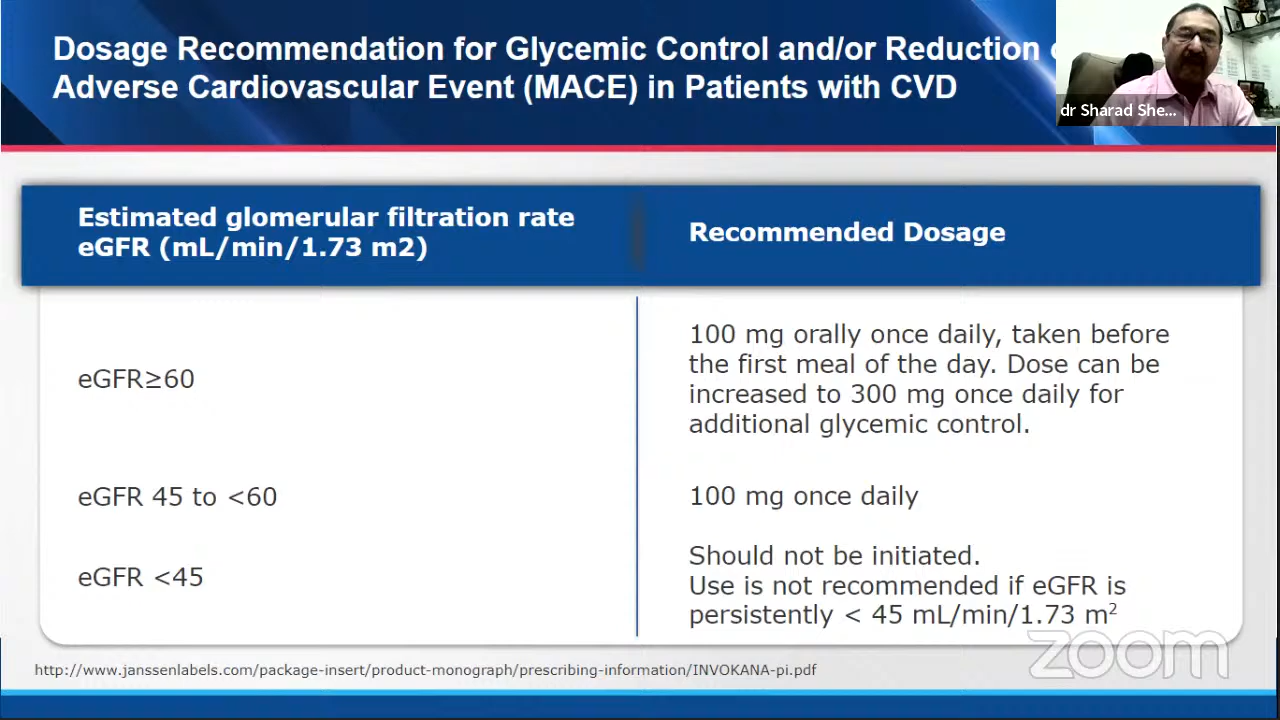 Dosage Recommendation for Glycemic Control and/or Reduction
Adverse Cardiovascular Event (MACE) in Patients with CVD
dr Sharad She...
Estimated glomerular filtration rate
eGFR (mL/min/1.73 m2)
Recommended Dosage
eGFR≥60
100 mg orally once daily, taken before
the first meal of the day. Dose can be
increased to 300 mg once daily for
additional glycemic control.
eGFR 45 to <60
100 mg once daily
eGFR <45
Should not be initiated.
Use is not recommended if eGFR is
persistently < 45 mL/min/1.73 m²
zoom
http://www.janssenlabels.com/package-insert/product-monograph/prescribing-information/INVOKANA-pi.pdf